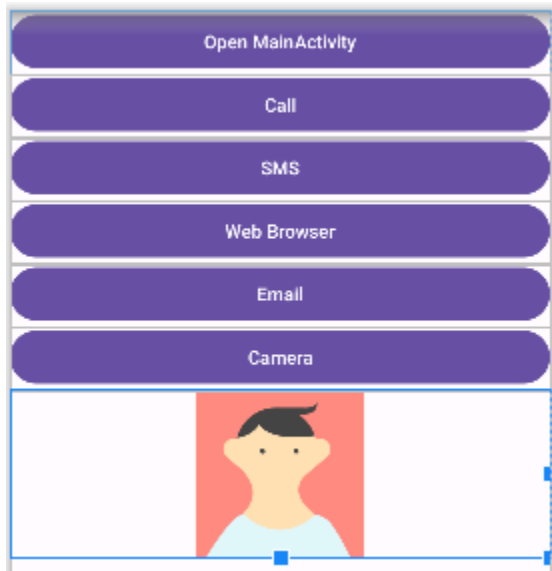 Open MainActivity
Call
SMS
Web Browser
Email
Camera